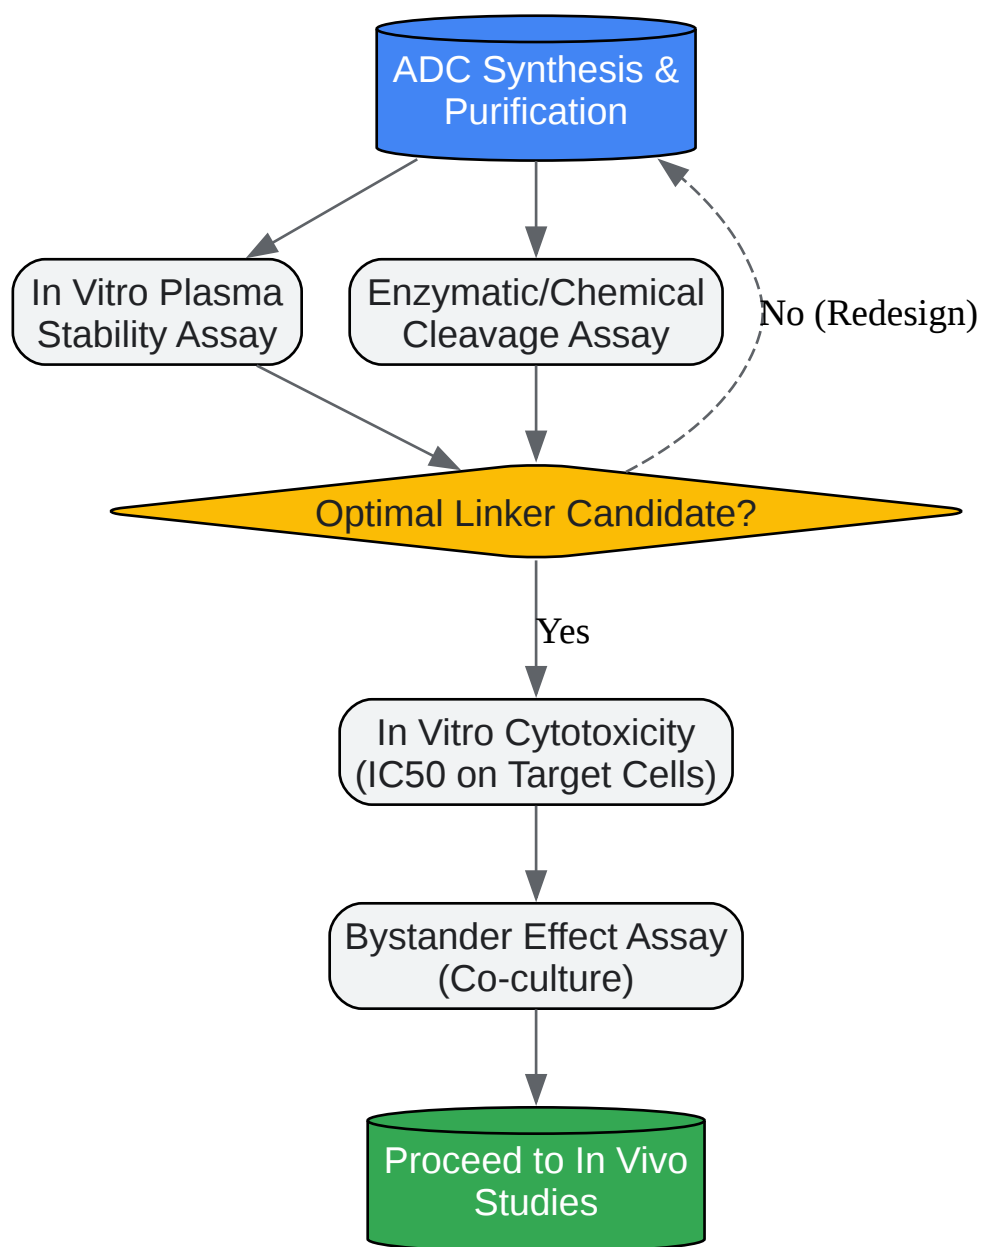 ADC Synthesis &
Purification
In Vitro Plasma
Stability Assay
Enzymatic/Chemical
Cleavage Assay
No (Redesign)
Optimal Linker Candidate?
Yes
In Vitro Cytotoxicity
(IC50 on Target Cells)
Bystander Effect Assay
(Co-culture)
Proceed to In Vivo
Studies